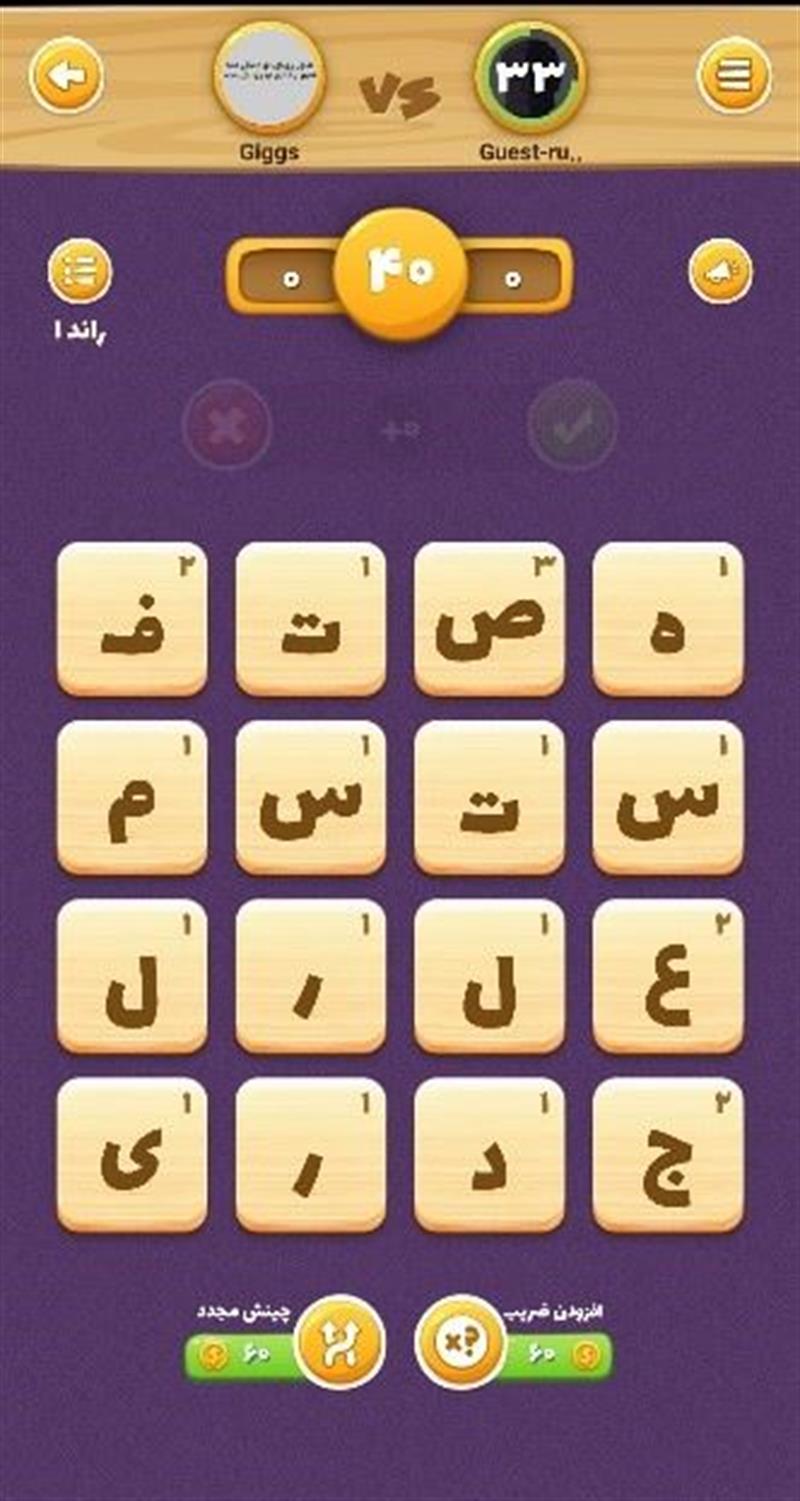 ۳۳
vs
Giggs
Guest-ru,,
۰ ۴۰ ۰
راند ۱
+۰
ه ۱ ص ۳ ت ۱ ف ۲
س ۱ ت ۱ س ۱ م ۱
ع ۲ ل ۱ ر ۱ ل ۱
ج ۲ د ۱ ر ۱ ی ۱
افزودن ضریب چینش مجدد
x?
۶۰ ۶۰